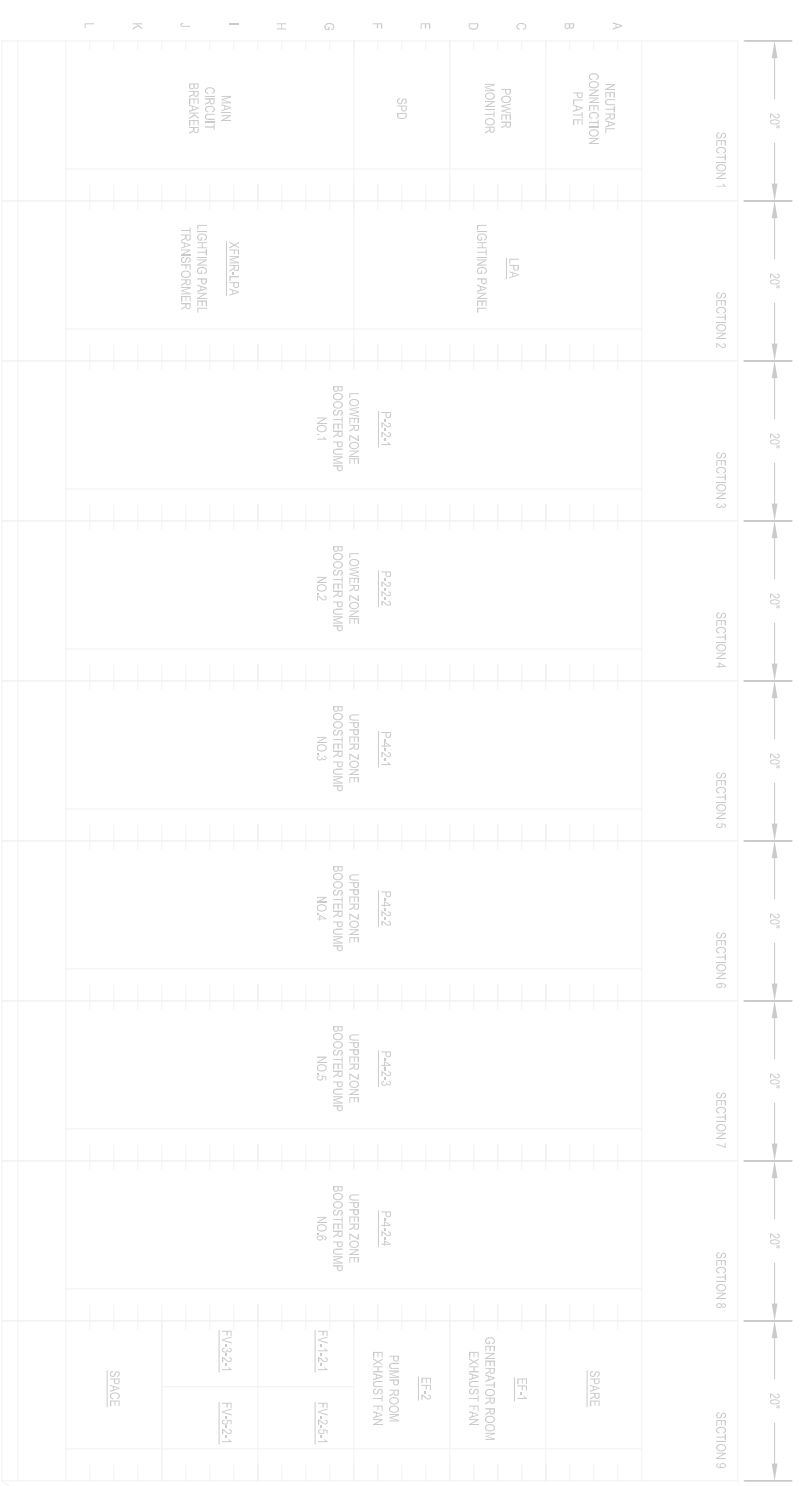 20"
20"
20"
20"
20"
20"
20"
20"
20"
SECTION 1
SECTION 2
SECTION 3
SECTION 4
SECTION 5
SECTION 6
SECTION 7
SECTION 8
SECTION 9
A
B
C
D
E
F
G
H
I
J
K
L
NEUTRAL
CONNECTION
PLATE
POWER
MONITOR
SPD
MAIN
CIRCUIT
BREAKER
LPA
LIGHTING PANEL
XFMR-LPA
LIGHTING PANEL
TRANSFORMER
P-2-2-1
LOWER ZONE
BOOSTER PUMP
NO.1
P-2-2-2
LOWER ZONE
BOOSTER PUMP
NO.2
P-4-2-1
UPPER ZONE
BOOSTER PUMP
NO.3
P-4-2-2
UPPER ZONE
BOOSTER PUMP
NO.4
P-4-2-3
UPPER ZONE
BOOSTER PUMP
NO.5
P-4-2-4
UPPER ZONE
BOOSTER PUMP
NO.6
SPARE
EF-1
GENERATOR ROOM
EXHAUST FAN
EF-2
PUMP ROOM
EXHAUST FAN
FV-1-2-1
FV-2-5-1
FV-3-2-1
FV-5-2-1
SPACE